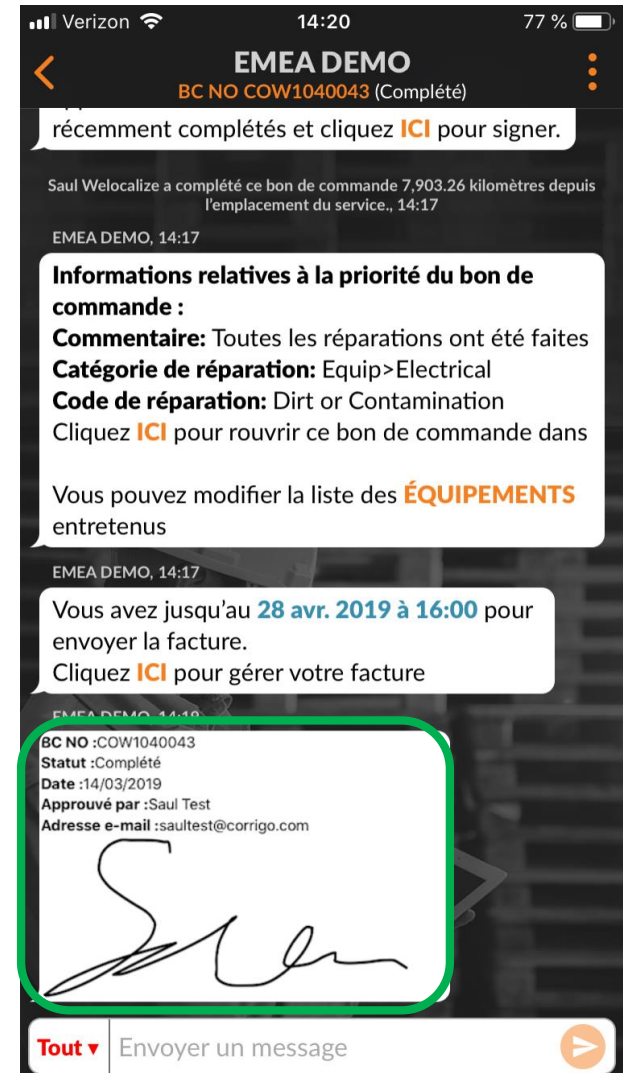 Verizon 14:20 77 %
EMEA DEMO
BC NO COW1040043 (Complété)
récemment complétés et cliquez ICI pour signer.
Saul Welocalize a complété ce bon de commande 7,903.26 kilomètres depuis
l'emplacement du service., 14:17
EMEA DEMO, 14:17
Informations relatives à la priorité du bon de
commande :
Commentaire: Toutes les réparations ont été faites
Catégorie de réparation: Equip>Electrical
Code de réparation: Dirt or Contamination
Cliquez ICI pour rouvrir ce bon de commande dans
Vous pouvez modifier la liste des ÉQUIPEMENTS
entretenus
EMEA DEMO, 14:17
Vous avez jusqu'au 28 avr. 2019 à 16:00 pour
envoyer la facture.
Cliquez ICI pour gérer votre facture
EMEA DEMO, 14:19
BC NO :COW1040043
Statut :Complété
Date :14/03/2019
Approuvé par :Saul Test
Adresse e-mail :saultest@corrigo.com
Tout ▾ Envoyer un message